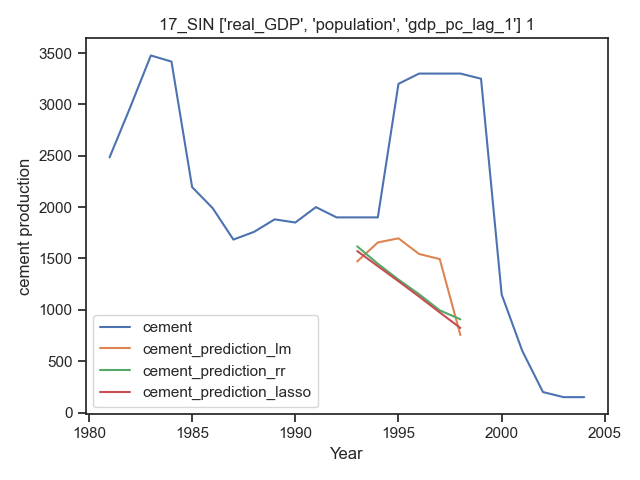 17_SIN ['real_GDP', 'population', 'gdp_pc_lag_1'] 1
cement production
3500
3000
2500
2000
1500
1000
500
0
cement
cement_prediction_lm
cement_prediction_rr
cement_prediction_lasso
1980
1985
1990
1995
2000
2005
Year